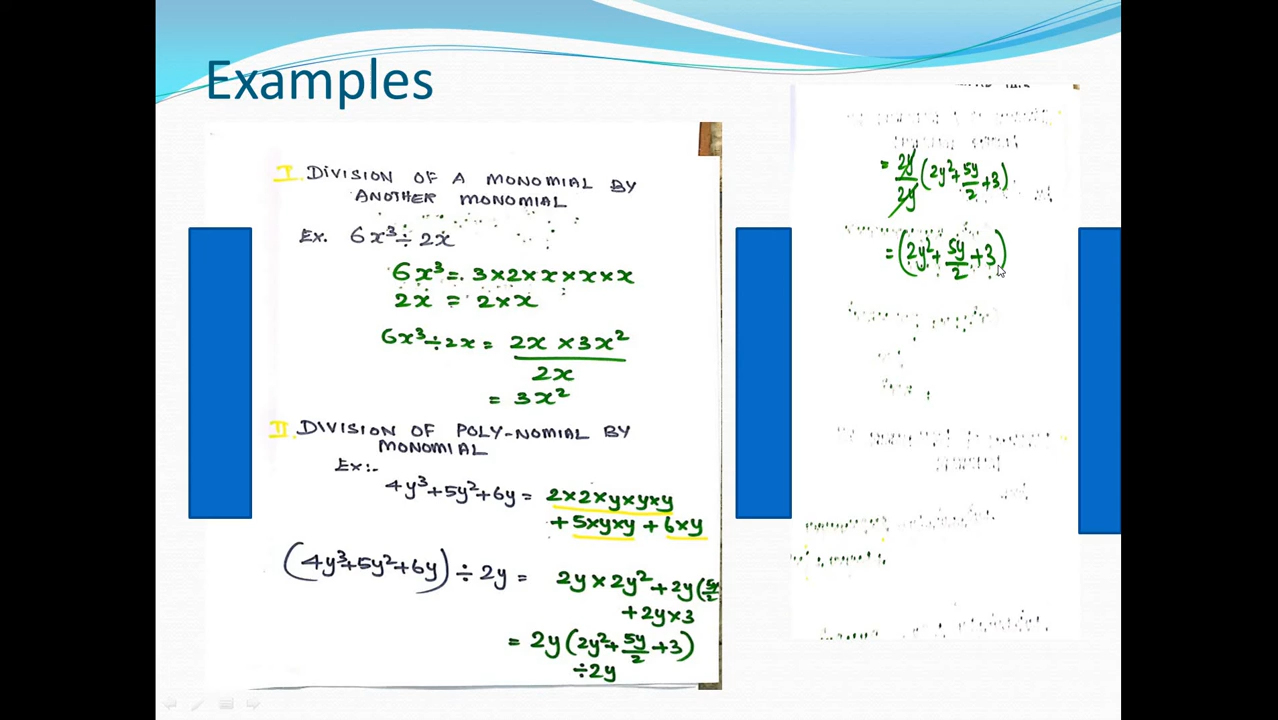 Examples
I. DIVISION OF A MONOMIAL BY
ANOTHER MONOMIAL
Ex. 6x³÷2x
6x³ = 3×2×x×x×x
2x = 2×x
6x³÷2x = 2x × 3x²
2x
= 3x²
II. DIVISION OF POLY-NOMIAL BY
MONOMIAL
Ex:-
4y³+5y²+6y = 2×2×y×y×y
+ 5×y×y + 6×y
(4y³+5y²+6y) ÷ 2y = 2y × 2y² + 2y(5y/2
+ 2y×3
= 2y(2y²+5y/2+3)
÷2y
= 2y/2y (2y²+5y/2+3)
= (2y²+5y/2+3)